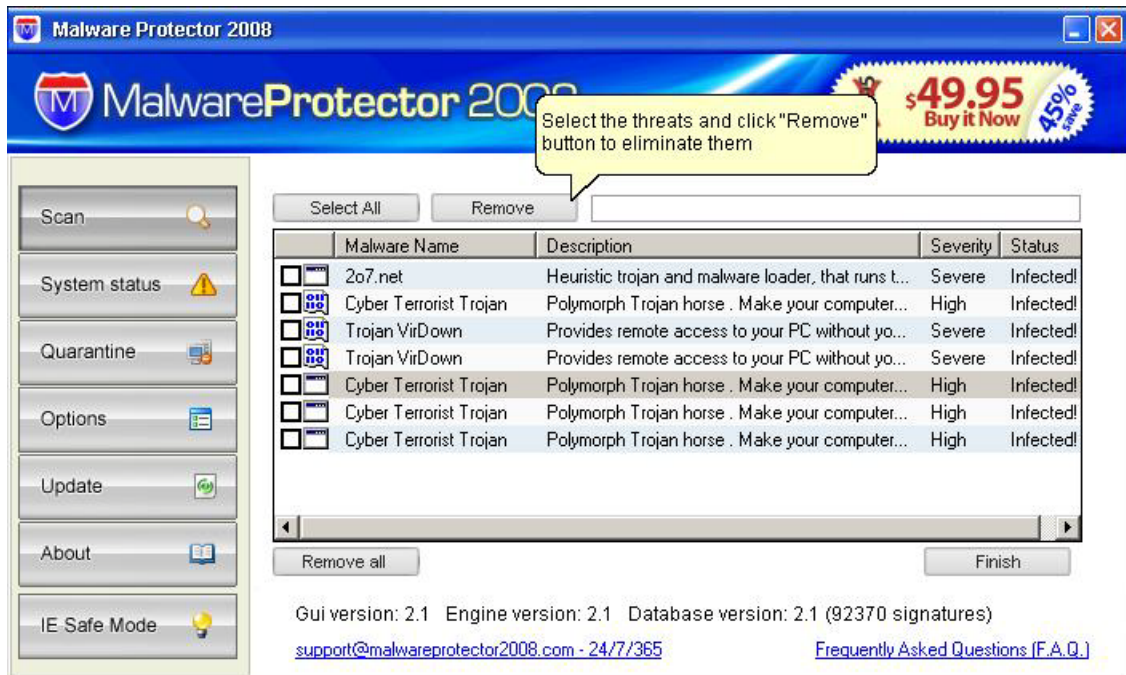 Malware Protector 2008
MalwareProtector 2008
$49.95
Buy it Now
45%
save
Select the threats and click "Remove"
button to eliminate them
Scan
System status
Quarantine
Options
Update
About
IE Safe Mode
Select All Remove
Malware Name Description Severity Status
2o7.net Heuristic trojan and malware loader, that runs t... Severe Infected!
Cyber Terrorist Trojan Polymorph Trojan horse . Make your computer... High Infected!
Trojan VirDown Provides remote access to your PC without yo... Severe Infected!
Trojan VirDown Provides remote access to your PC without yo... Severe Infected!
Cyber Terrorist Trojan Polymorph Trojan horse . Make your computer... High Infected!
Cyber Terrorist Trojan Polymorph Trojan horse . Make your computer... High Infected!
Cyber Terrorist Trojan Polymorph Trojan horse . Make your computer... High Infected!
Remove all Finish
Gui version: 2.1 Engine version: 2.1 Database version: 2.1 (92370 signatures)
support@malwareprotector2008.com - 24/7/365 Frequently Asked Questions (F.A.Q.)